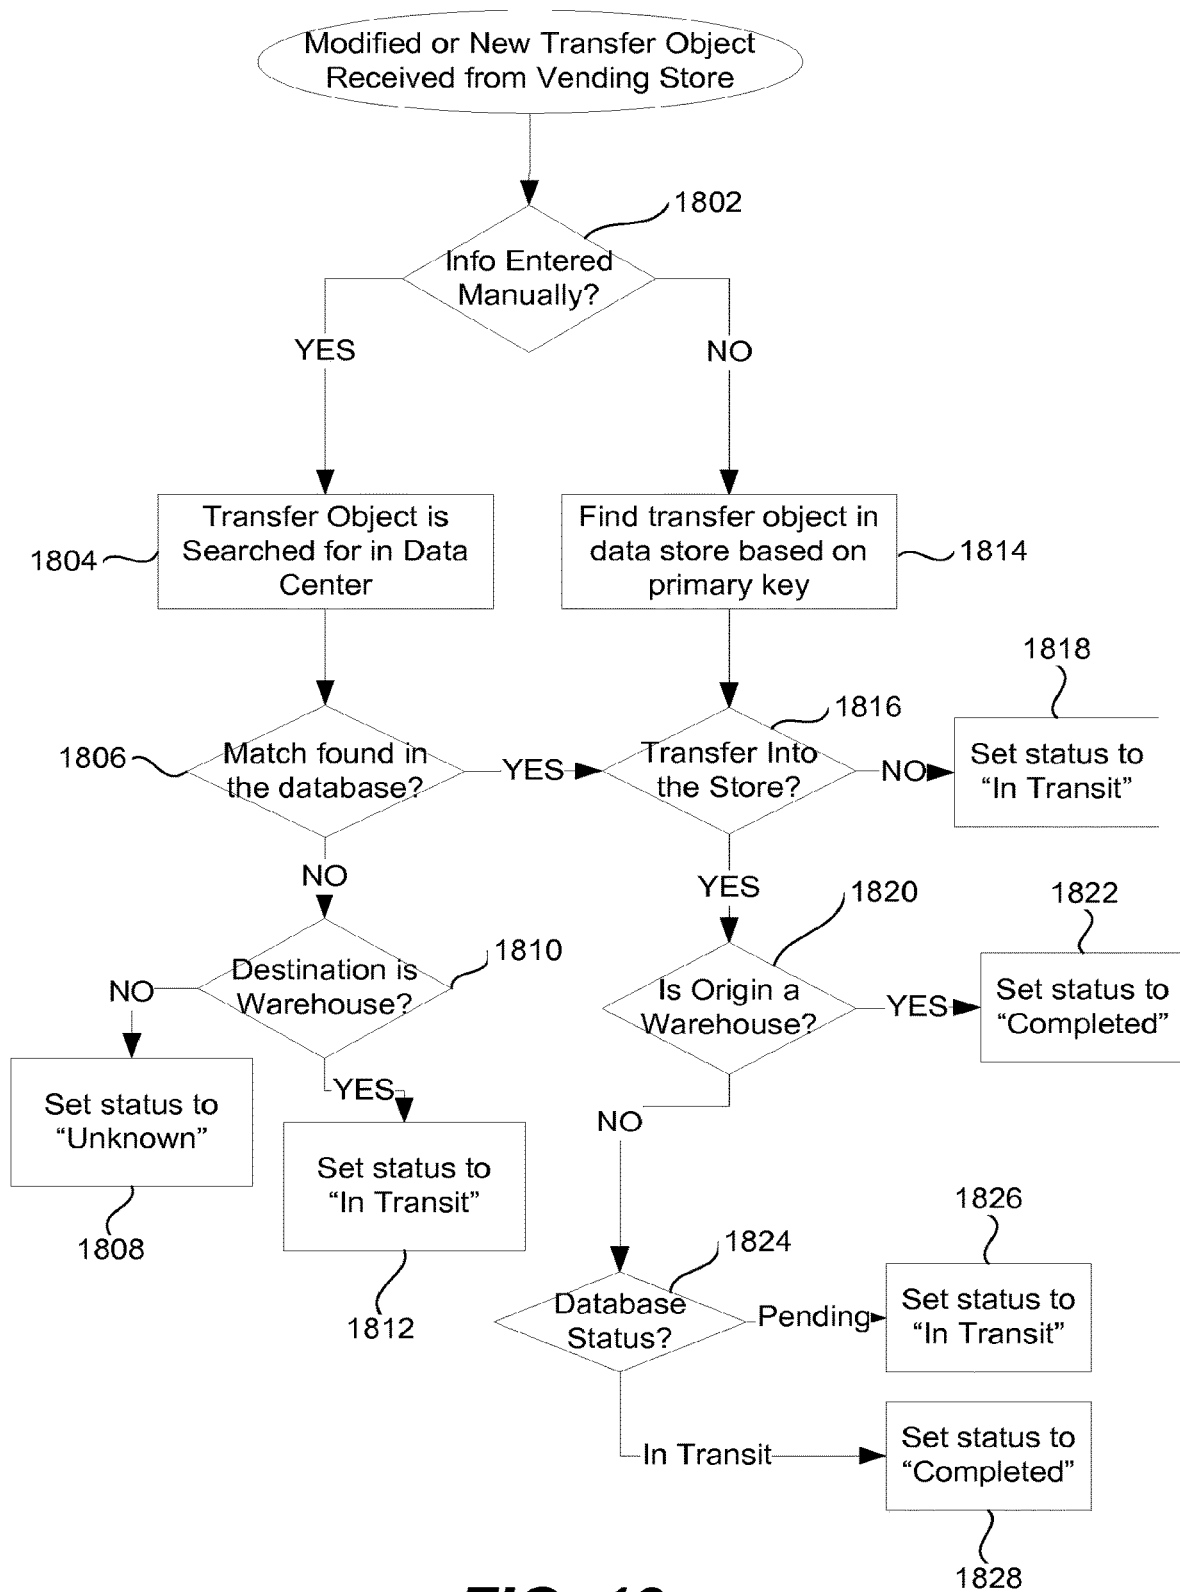 Modified or New Transfer Object
Received from Vending Store
1802
Info Entered
Manually?
YES
NO
Transfer Object is
Searched for in Data
Center
1804
Find transfer object in
data store based on
primary key
1814
1818
1816
1806
Match found in
the database?
YES
Transfer Into
the Store?
NO
Set status to
“In Transit”
NO
YES
1820
1822
1810
Destination is
Warehouse?
NO
Is Origin a
Warehouse?
YES
Set status to
“Completed”
Set status to
“Unknown”
YES
NO
Set status to
“In Transit”
1808
1812
1826
1824
Database
Status?
Pending
Set status to
“In Transit”
In Transit
Set status to
“Completed”
1828